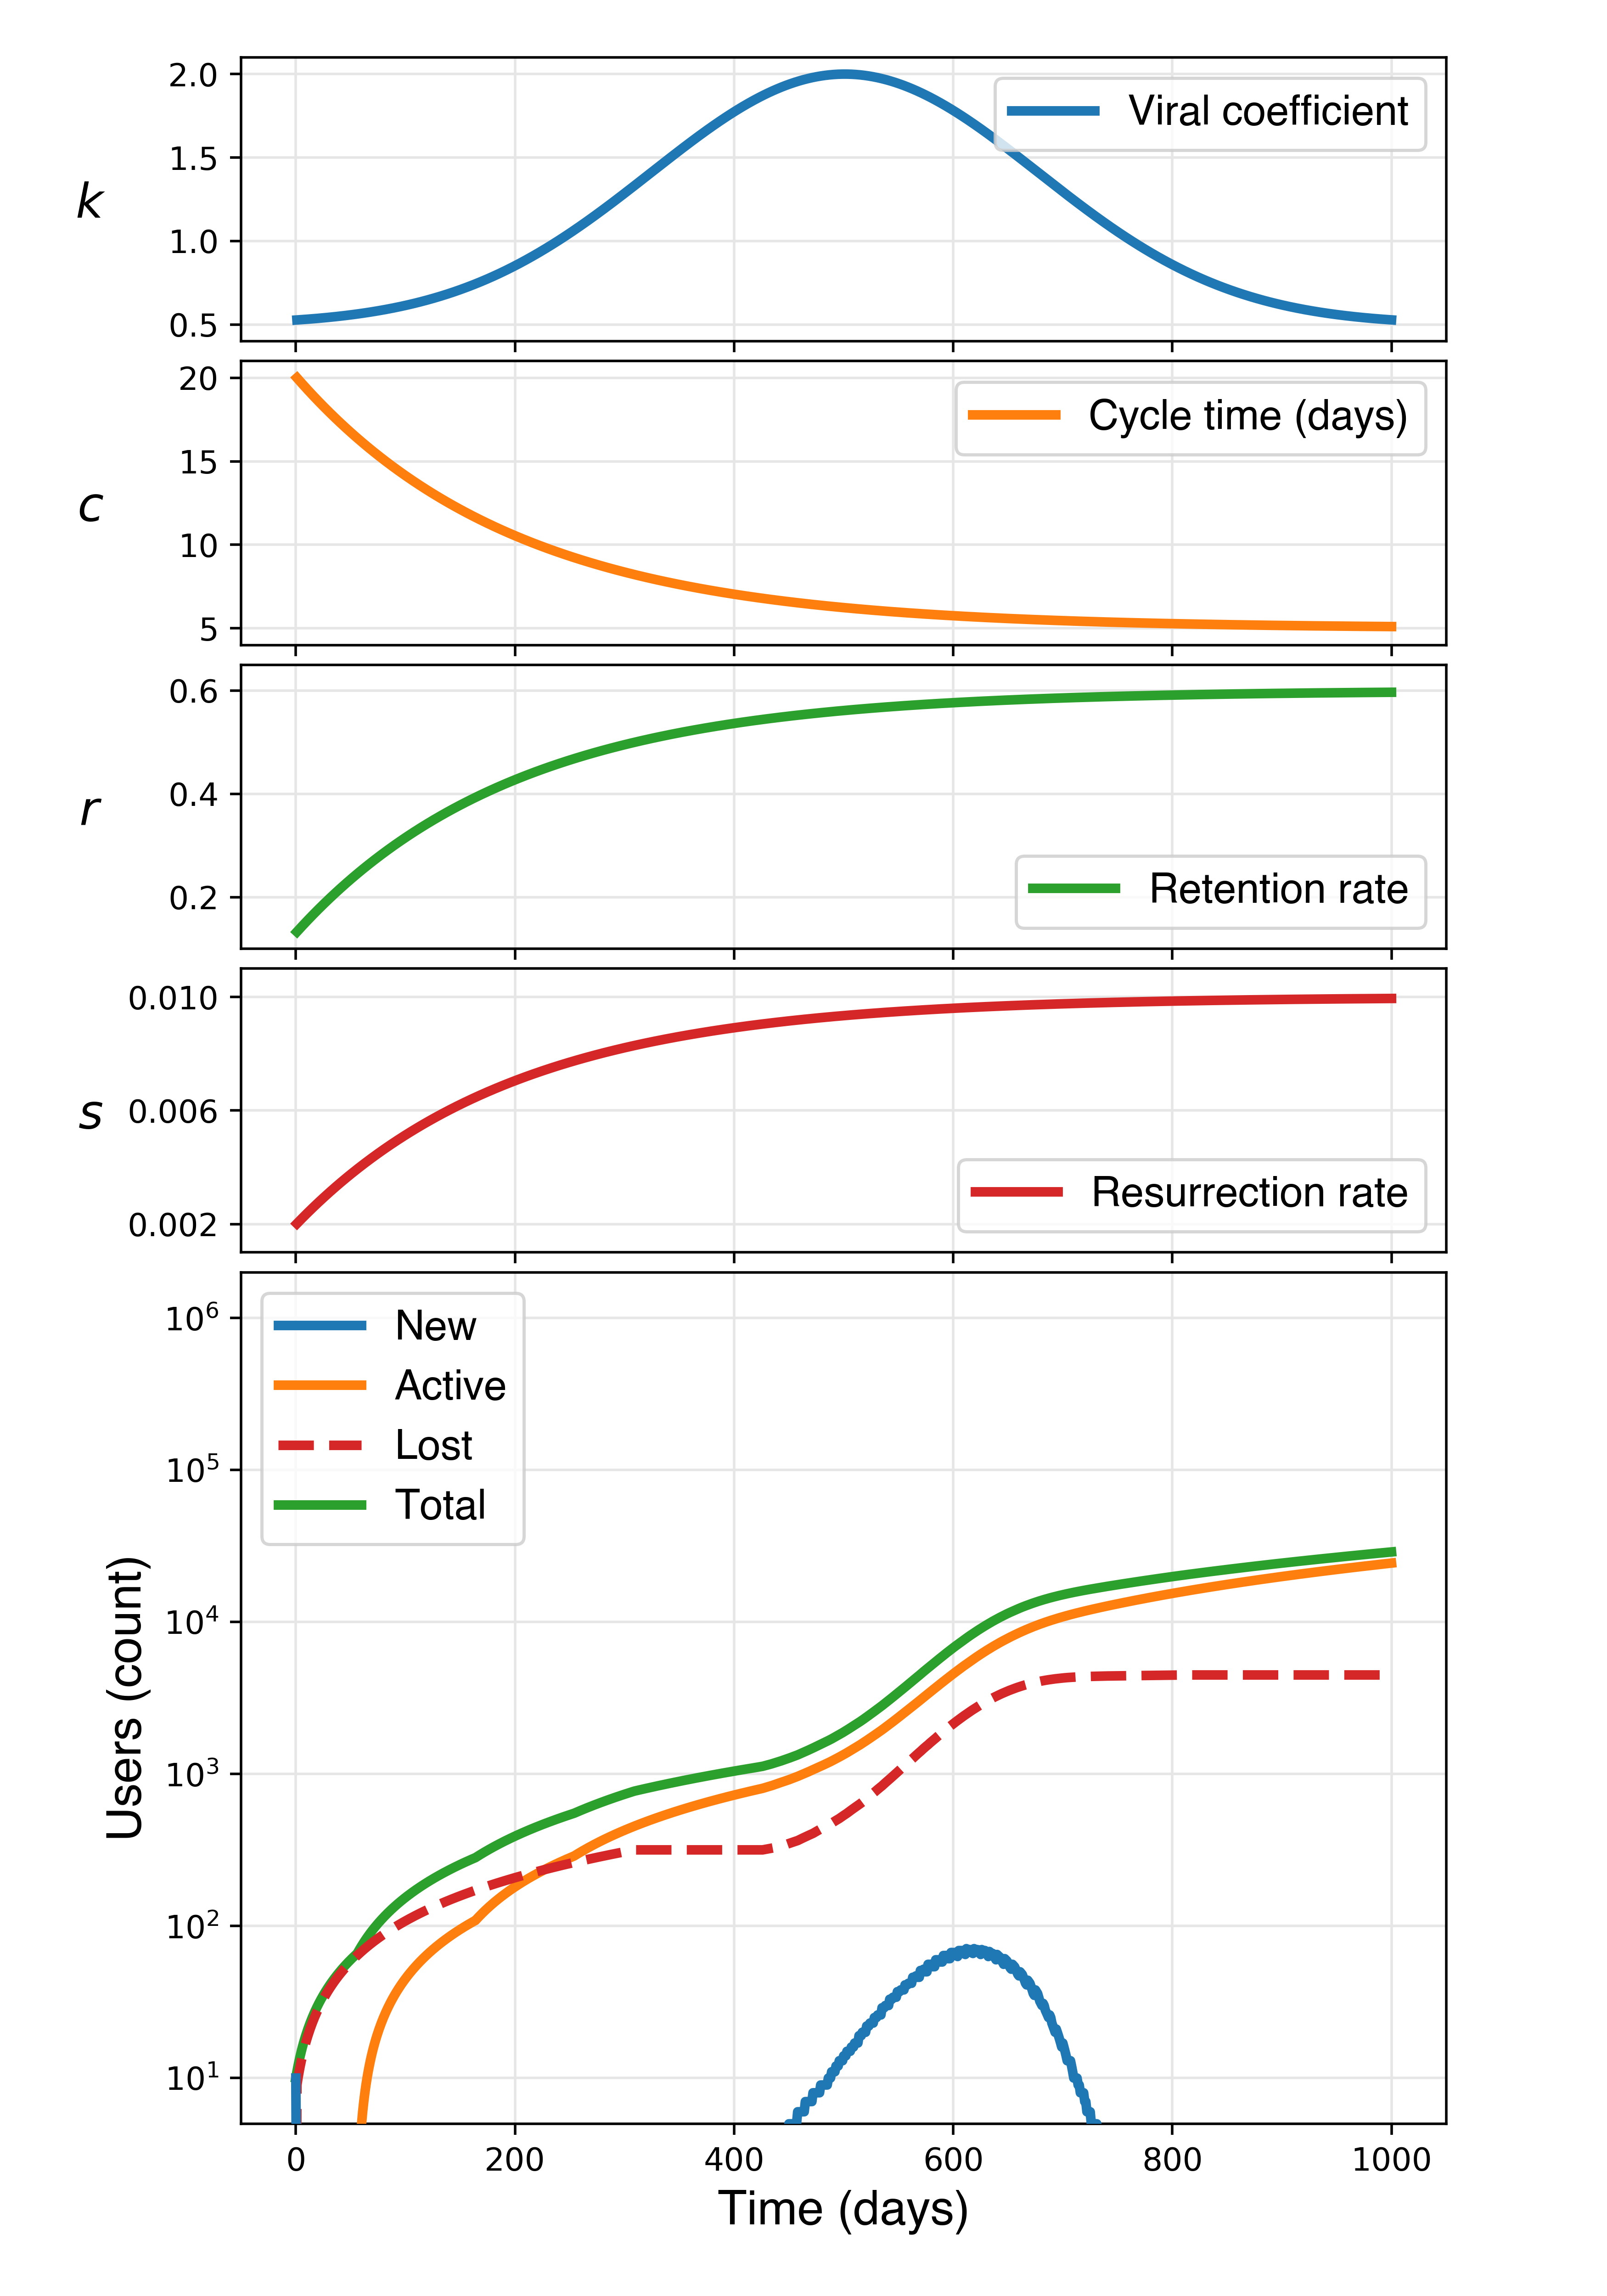 2.0
Viral coefficient
1.5
k
1.0
0.5
20
Cycle time (days)
15
c
10
5
0.6
0.4
r
0.2
Retention rate
0.010
0.006
s
0.002
Resurrection rate
New
Active
Lost
Total
10⁶
10⁵
10⁴
10³
10²
10¹
Users (count)
0 200 400 600 800 1000
Time (days)